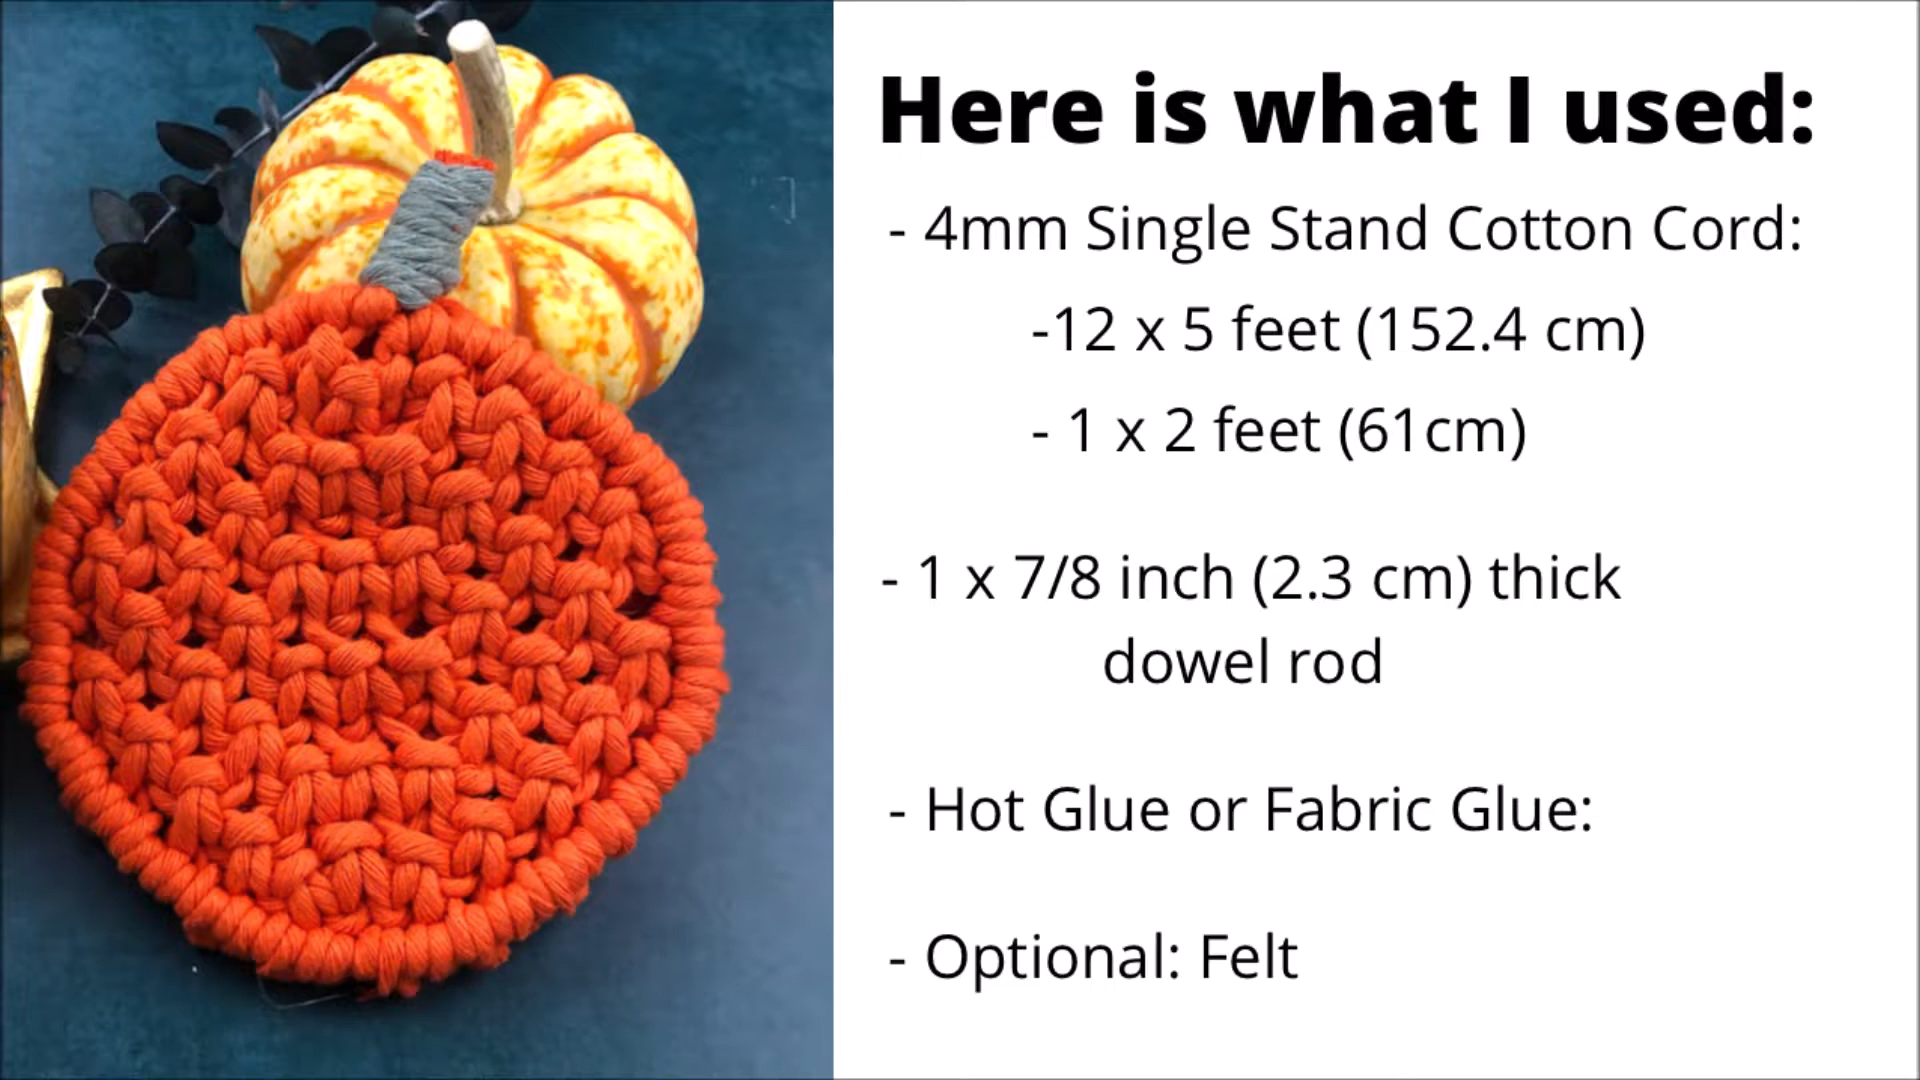 Here is what I used:
- 4mm Single Stand Cotton Cord:
-12 x 5 feet (152.4 cm)
- 1 x 2 feet (61cm)
- 1 x 7/8 inch (2.3 cm) thick
dowel rod
- Hot Glue or Fabric Glue:
- Optional: Felt